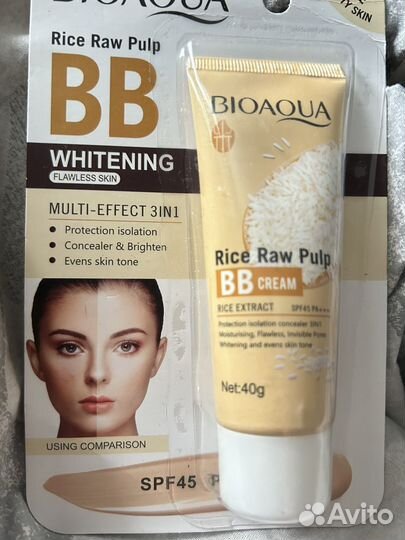 BIOAQUA
Rice Raw Pulp
BB
WHITENING
FLAWLESS SKIN
MULTI-EFFECT 3IN1
Protection isolation
Concealer & Brighten
Evens skin tone
USING COMPARISON
SPF45
SKIN
BIOAQUA
Rice Raw Pulp
BB CREAM
RICE EXTRACT SPF45 PA++++
Protection isolation concealer 3IN1
Moisturising, Flawless, Invisible Pores
Whitening and evens skin tone
Net:40g
Avito